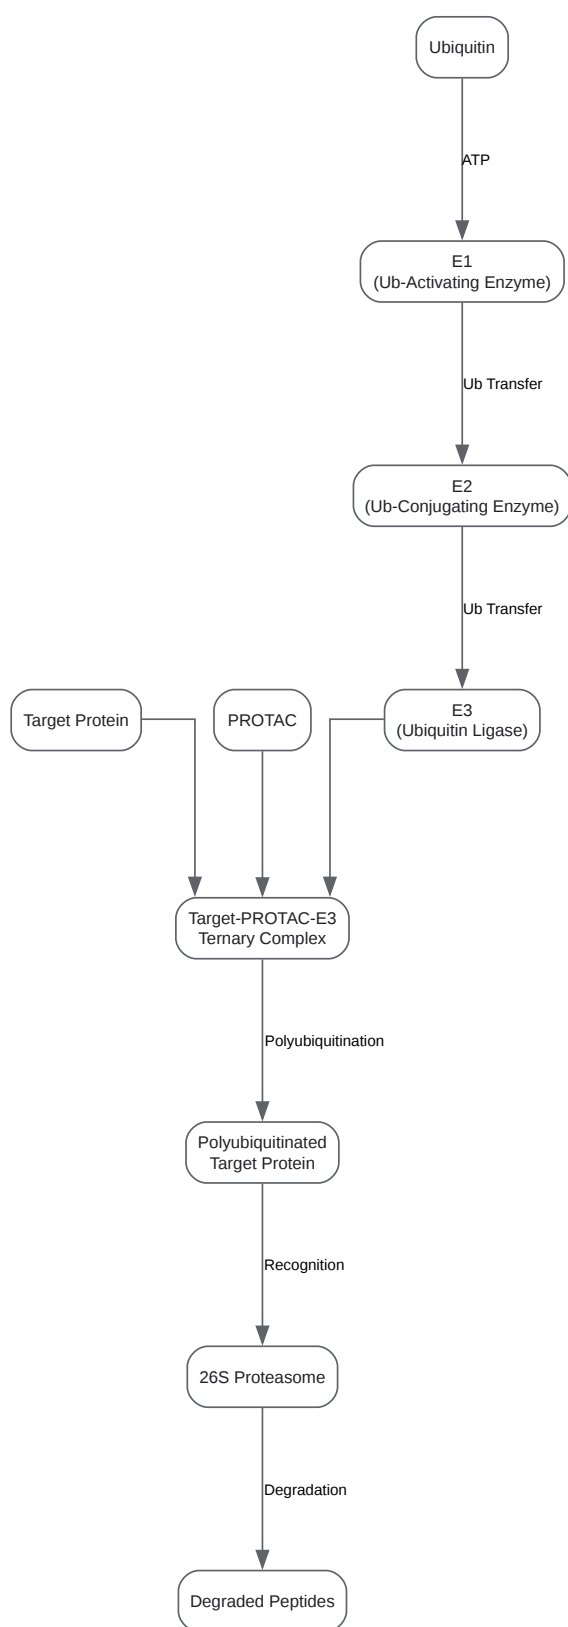 Ubiquitin
ATP
E1
(Ub-Activating Enzyme)
Ub Transfer
E2
(Ub-Conjugating Enzyme)
Ub Transfer
Target Protein
PROTAC
E3
(Ubiquitin Ligase)
Target-PROTAC-E3
Ternary Complex
Polyubiquitination
Polyubiquitinated
Target Protein
Recognition
26S Proteasome
Degradation
Degraded Peptides